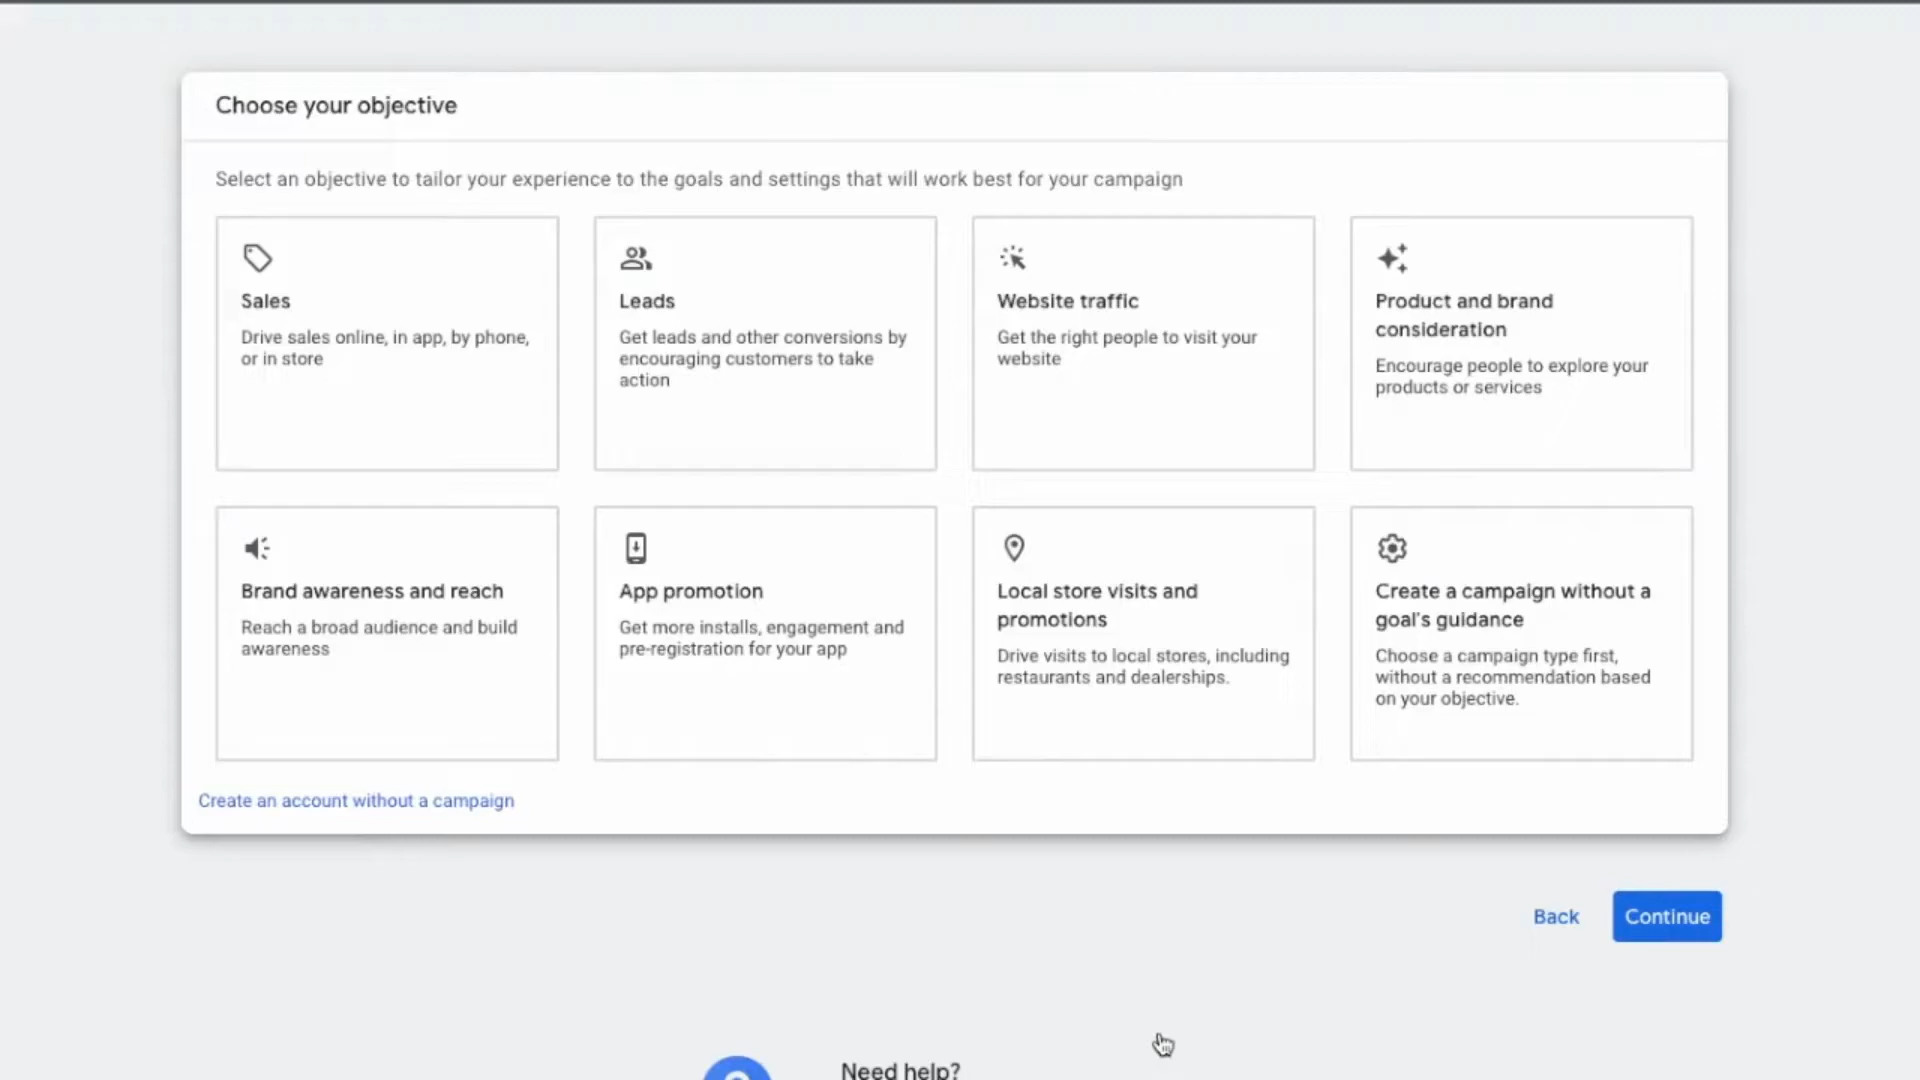 Choose your objective
Select an objective to tailor your experience to the goals and settings that will work best for your campaign
Sales
Drive sales online, in app, by phone,
or in store
Leads
Get leads and other conversions by
encouraging customers to take
action
Website traffic
Get the right people to visit your
website
Product and brand
consideration
Encourage people to explore your
products or services
Brand awareness and reach
Reach a broad audience and build
awareness
App promotion
Get more installs, engagement and
pre-registration for your app
Local store visits and
promotions
Drive visits to local stores, including
restaurants and dealerships.
Create a campaign without a
goal's guidance
Choose a campaign type first,
without a recommendation based
on your objective.
Create an account without a campaign
Back
Continue
Need help?